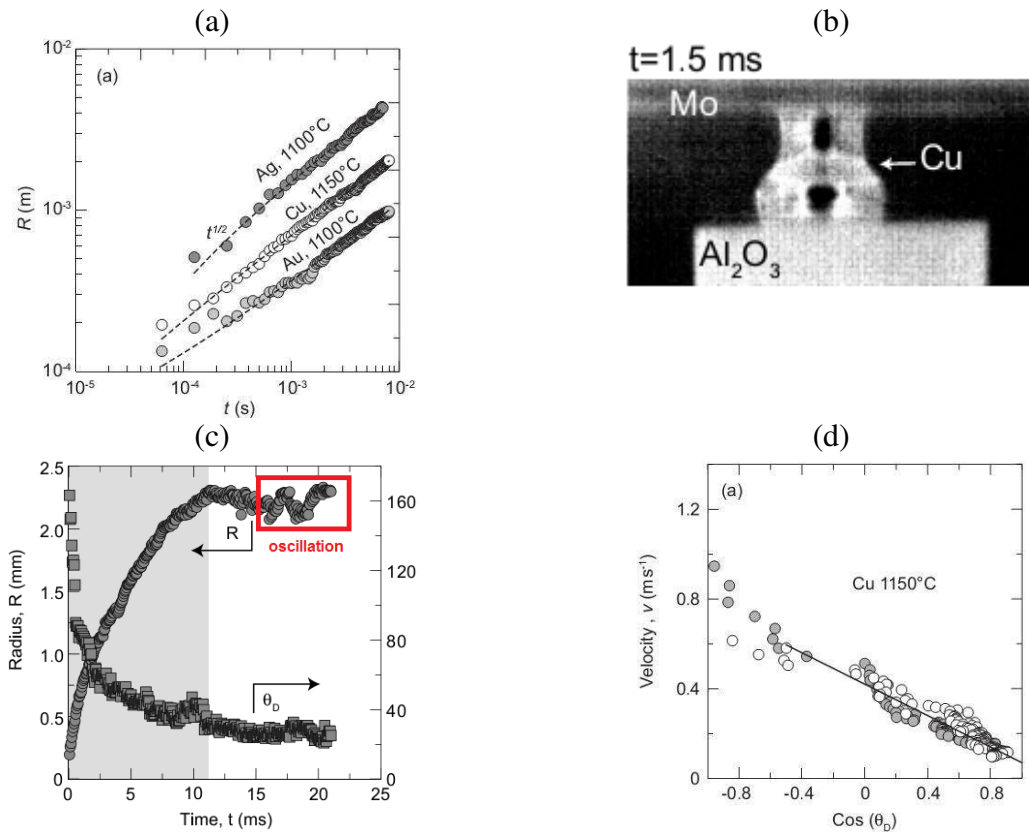 (a)
(b)
10⁻²
(a)
Ag, 1100°C
Cu, 1150°C
Au, 1100°C
t^1/2
R (m)
10⁻³
10⁻⁴
10⁻⁵
10⁻⁴
10⁻³
10⁻²
t (s)
t=1.5 ms
Mo
Cu
Al₂O₃
(c)
(d)
2.5
2.0
1.5
1.0
0.5
0
Radius, R (mm)
160
120
80
40
0
R
oscillation
θ_D
0
5
10
15
20
25
Time, t (ms)
(a)
Cu 1150°C
1.2
0.8
0.4
0
Velocity , v (ms⁻¹)
-0.8
-0.4
0
0.4
0.8
Cos (θ_D)